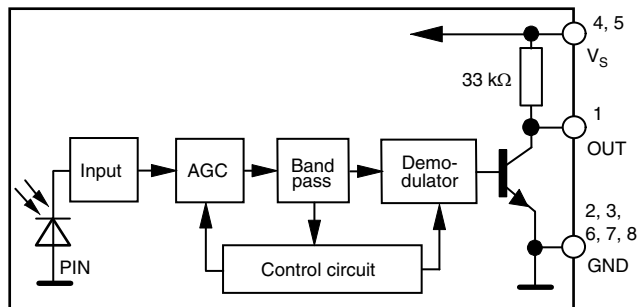 4, 5
V_S
33 kΩ
1
OUT
Input
AGC
Band
pass
Demo-
dulator
2, 3,
6, 7, 8
GND
PIN
Control circuit